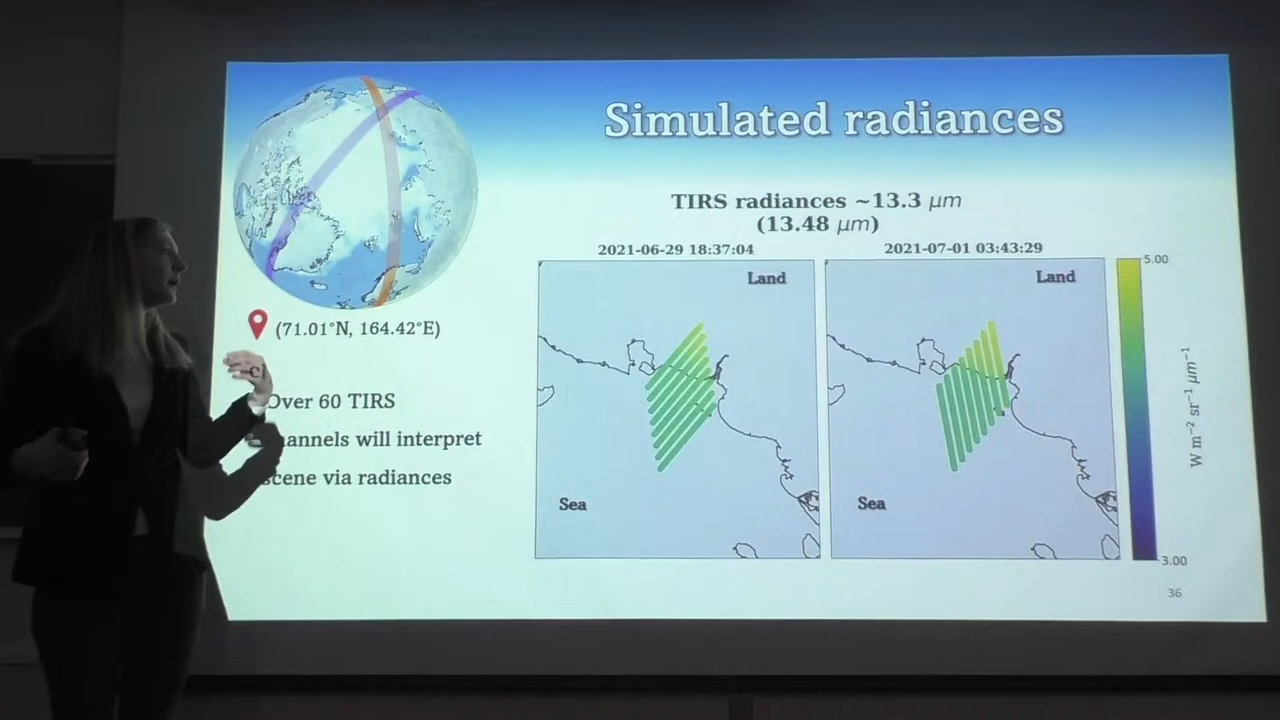 Simulated radiances
TIRS radiances ~13.3 μm
(13.48 μm)
2021-06-29 18:37:04
2021-07-01 03:43:29
Land
Sea
Land
Sea
5.00
3.00
W m⁻² sr⁻¹ μm⁻¹
(71.01°N, 164.42°E)
Over 60 TIRS
will interpret
scene via radiances
36